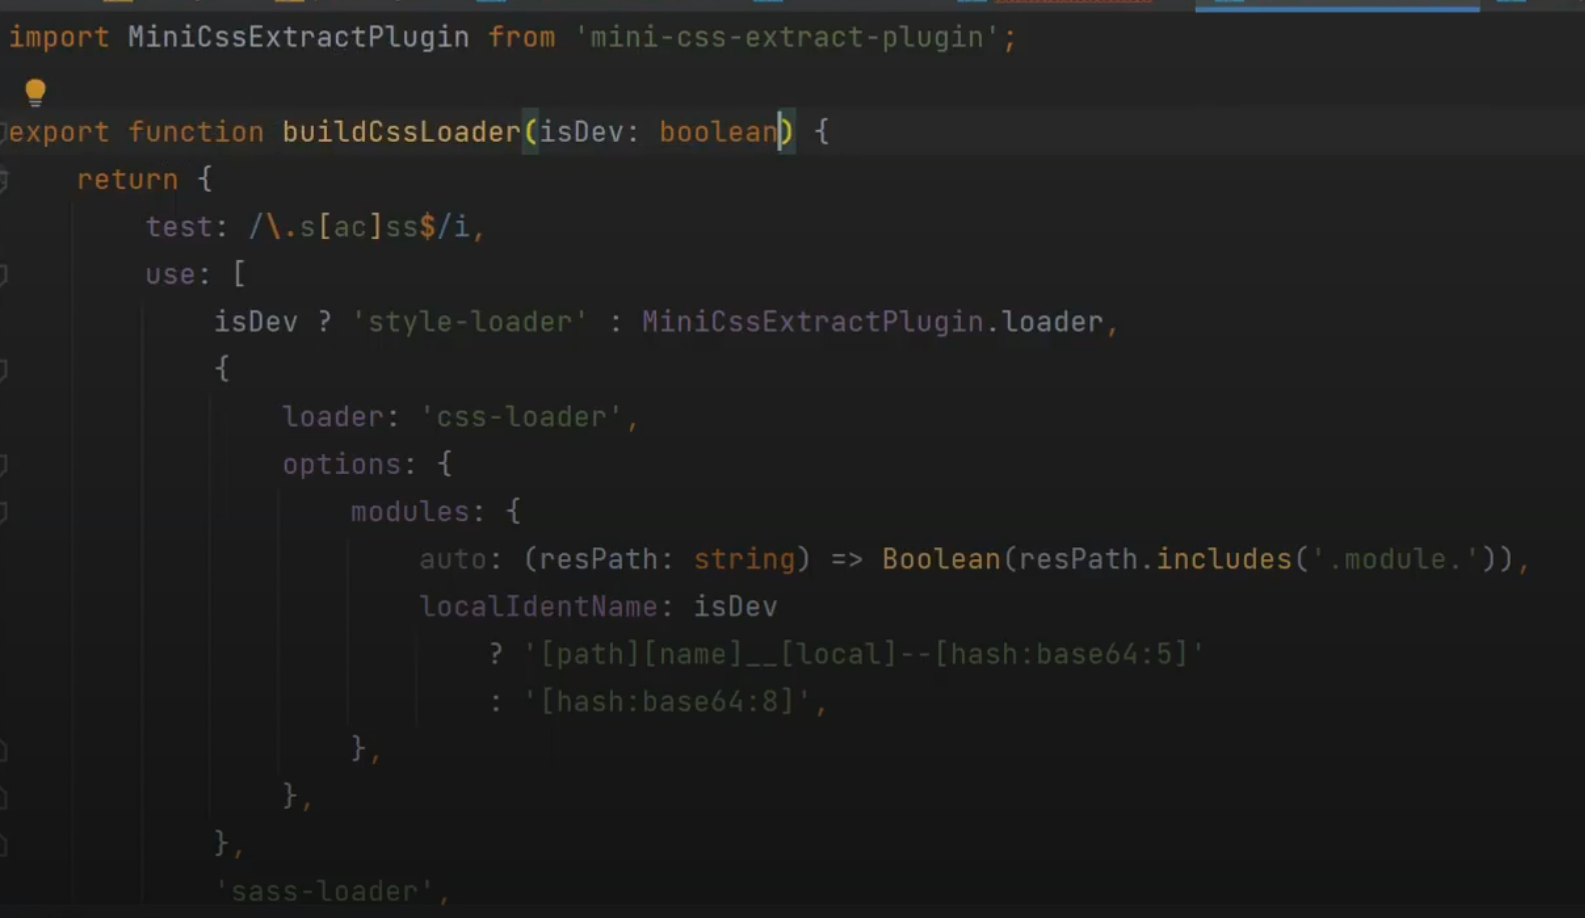 import MiniCssExtractPlugin from 'mini-css-extract-plugin';
export function buildCssLoader(isDev: boolean) {
return {
test: /\.s[ac]ss$/i,
use: [
isDev ? 'style-loader' : MiniCssExtractPlugin.loader,
{
loader: 'css-loader',
options: {
modules: {
auto: (resPath: string) => Boolean(resPath.includes('.module.')),
localIdentName: isDev
? '[path][name]__[local]--[hash:base64:5]'
: '[hash:base64:8]',
},
},
},
'sass-loader',